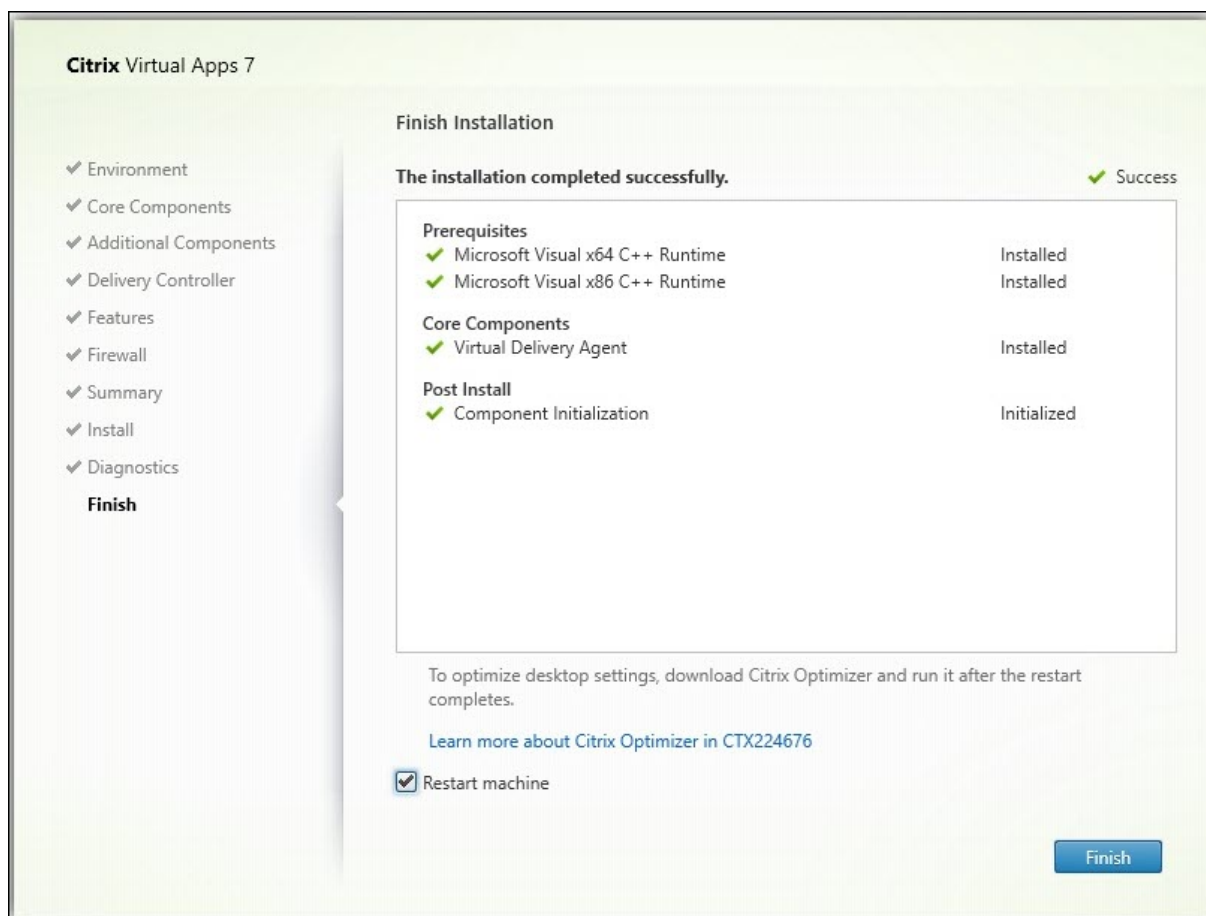 Citrix Virtual Apps 7
Environment
Core Components
Additional Components
Delivery Controller
Features
Firewall
Summary
Install
Diagnostics
Finish
Finish Installation
The installation completed successfully.
Success
Prerequisites
Microsoft Visual x64 C++ Runtime Installed
Microsoft Visual x86 C++ Runtime Installed
Core Components
Virtual Delivery Agent Installed
Post Install
Component Initialization Initialized
To optimize desktop settings, download Citrix Optimizer and run it after the restart
completes.
Learn more about Citrix Optimizer in CTX224676
Restart machine
Finish